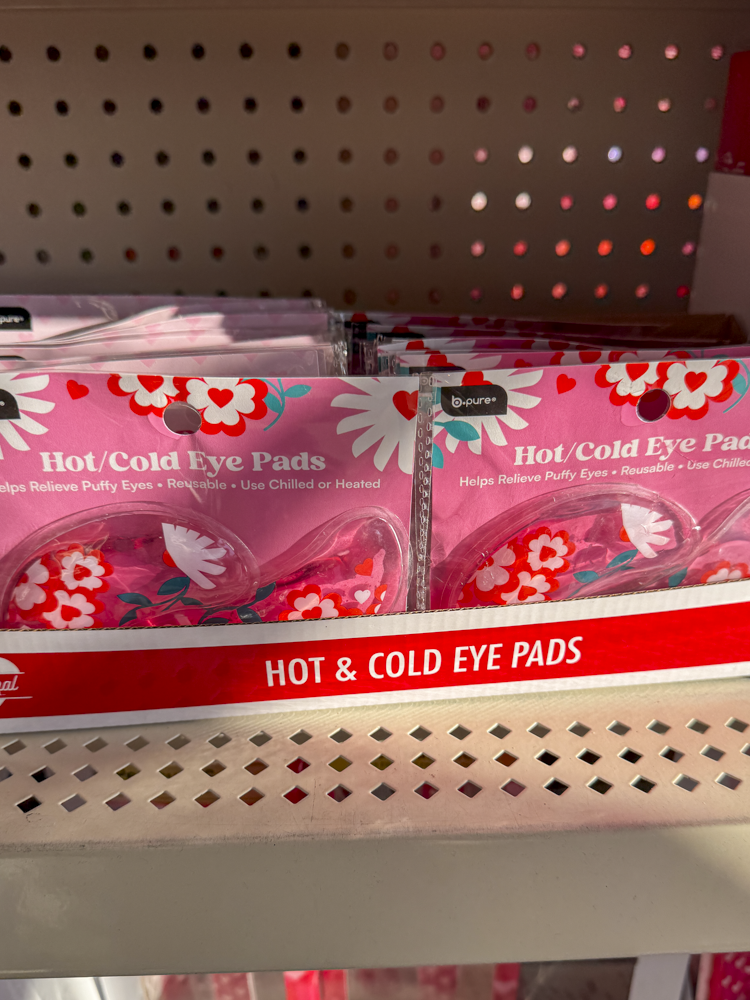 pure
b.pure
Hot/Cold Eye Pads
elps Relieve Puffy Eyes • Reusable • Use Chilled or Heated
Hot/Cold Eye Pad
Helps Relieve Puffy Eyes • Reusable • Use Chilled
HOT & COLD EYE PADS